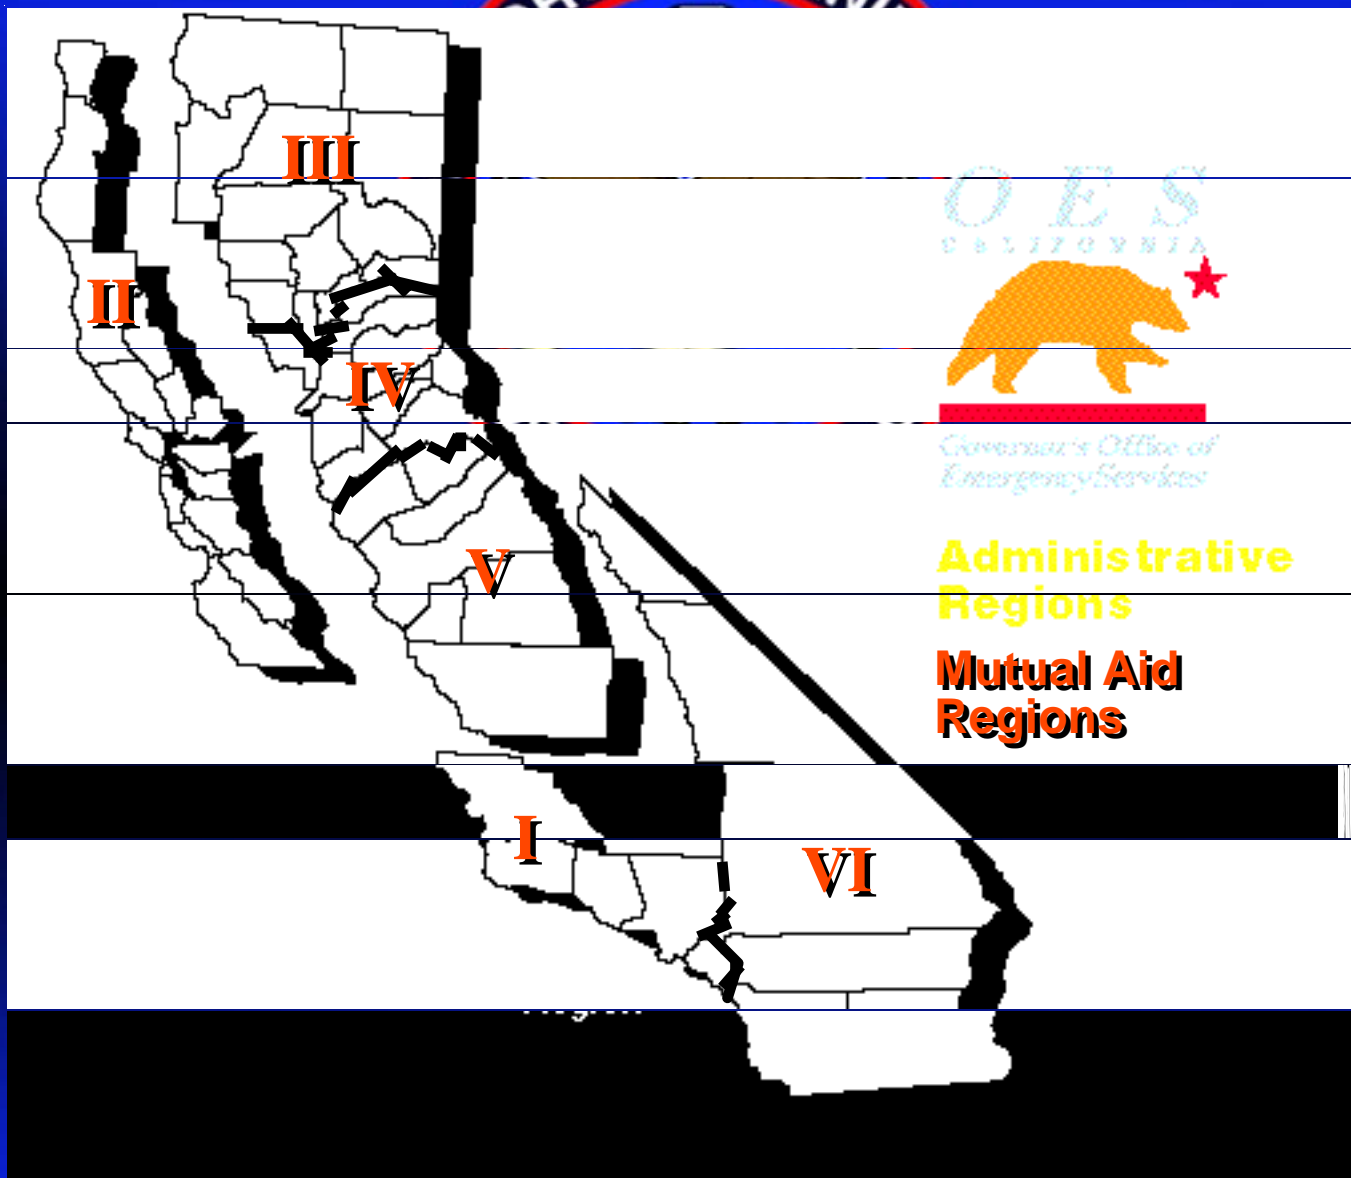 III
OES
CALIFORNIA
II
IV
Governor's Office of
Emergency Services
V
Administrative
Regions
Mutual Aid
Regions
I
VI